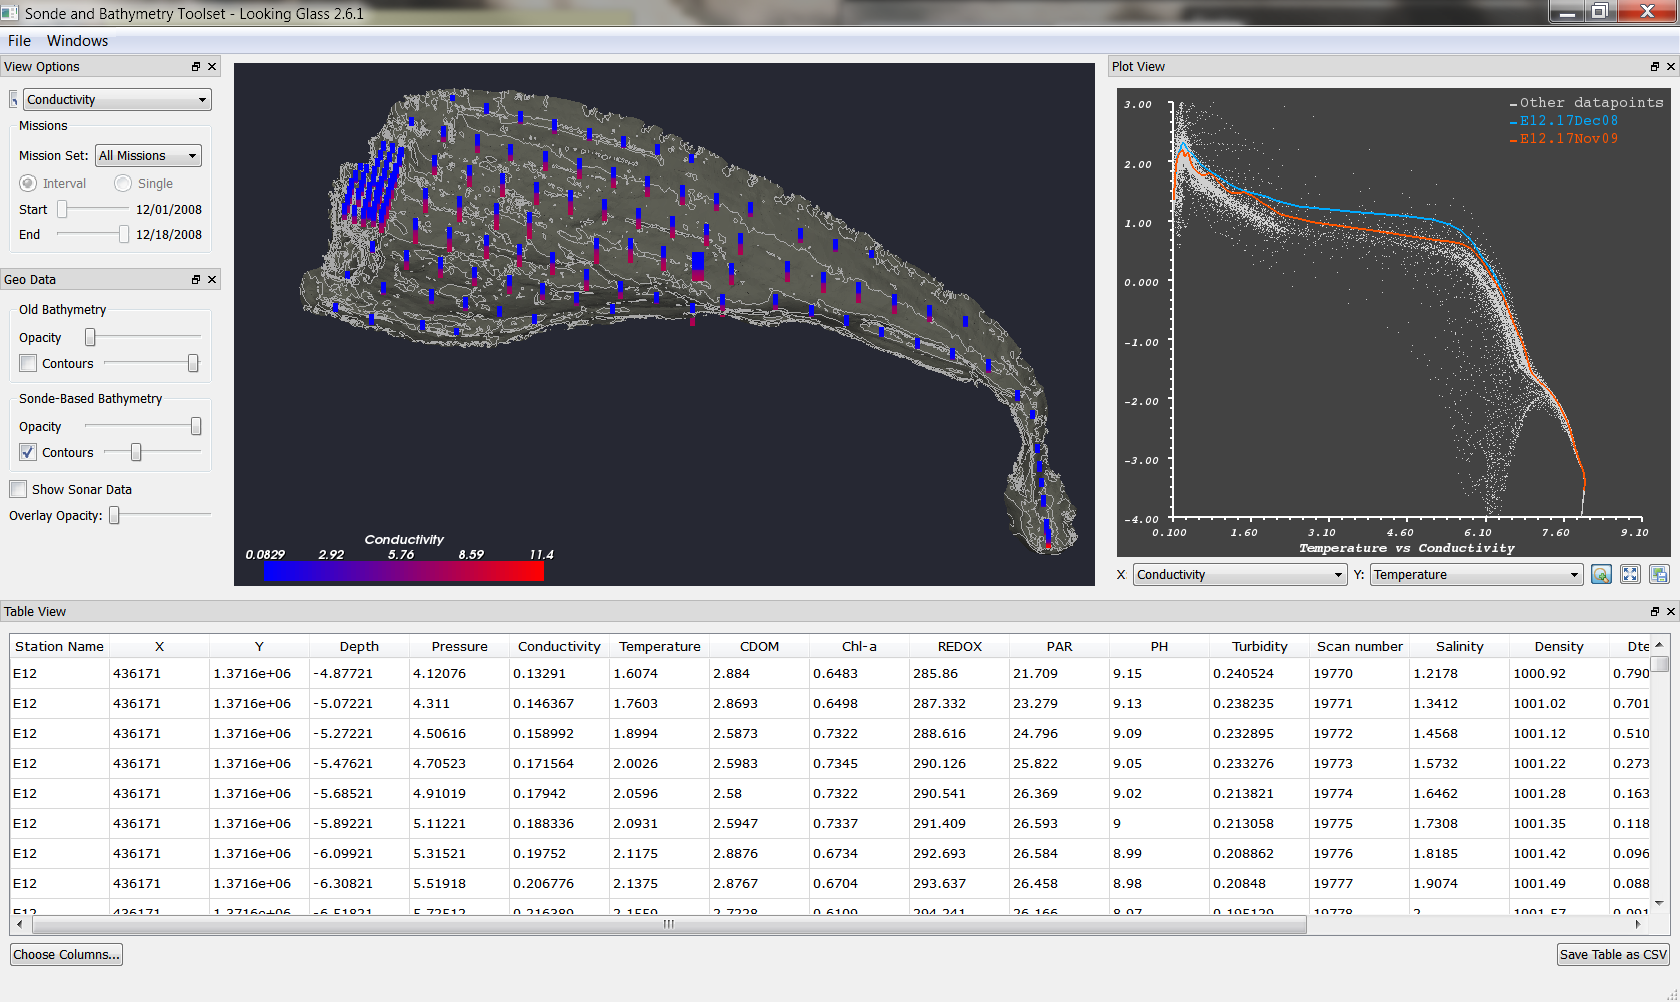 Sonde and Bathymetry Toolset - Looking Glass 2.6.1
File Windows
View Options
Conductivity
Missions
Mission Set: All Missions
Interval Single
Start 12/01/2008
End 12/18/2008
Geo Data
Old Bathymetry
Opacity
Contours
Sonde-Based Bathymetry
Opacity
Contours
Show Sonar Data
Overlay Opacity:
Conductivity
0.0829 2.92 5.76 8.59 11.4
Plot View
Other datapoints
E12.17Dec08
E12.17Nov09
3.00
2.00
1.00
0.000
-1.00
-2.00
-3.00
-4.00
0.100 1.60 3.10 4.60 6.10 7.60 9.10
Temperature vs Conductivity
X Conductivity Y: Temperature
Table View
Station Name X Y Depth Pressure Conductivity Temperature CDOM Chl-a REDOX PAR PH Turbidity Scan number Salinity Density Dte
E12 436171 1.3716e+06 -4.87721 4.12076 0.13291 1.6074 2.884 0.6483 285.86 21.709 9.15 0.240524 19770 1.2178 1000.92 0.790
E12 436171 1.3716e+06 -5.07221 4.311 0.146367 1.7603 2.8693 0.6498 287.332 23.279 9.13 0.238235 19771 1.3412 1001.02 0.701
E12 436171 1.3716e+06 -5.27221 4.50616 0.158992 1.8994 2.5873 0.7322 288.616 24.796 9.09 0.232895 19772 1.4568 1001.12 0.510
E12 436171 1.3716e+06 -5.47621 4.70523 0.171564 2.0026 2.5983 0.7345 290.126 25.822 9.05 0.233276 19773 1.5732 1001.22 0.273
E12 436171 1.3716e+06 -5.68521 4.91019 0.17942 2.0596 2.58 0.7322 290.541 26.369 9.02 0.213821 19774 1.6462 1001.28 0.163
E12 436171 1.3716e+06 -5.89221 5.11221 0.188336 2.0931 2.5947 0.7337 291.409 26.593 9 0.213058 19775 1.7308 1001.35 0.118
E12 436171 1.3716e+06 -6.09921 5.31521 0.19752 2.1175 2.8876 0.6734 292.693 26.584 8.99 0.208862 19776 1.8185 1001.42 0.096
E12 436171 1.3716e+06 -6.30821 5.51918 0.206776 2.1375 2.8767 0.6704 293.637 26.458 8.98 0.20848 19777 1.9074 1001.49 0.088
E12 436171 1.3716e+06 -6.51821 5.72512 0.216389 2.1559 2.7228 0.6109 294.241 26.166 8.97 0.195129 19778 2 1001.57 0.091
Choose Columns... Save Table as CSV